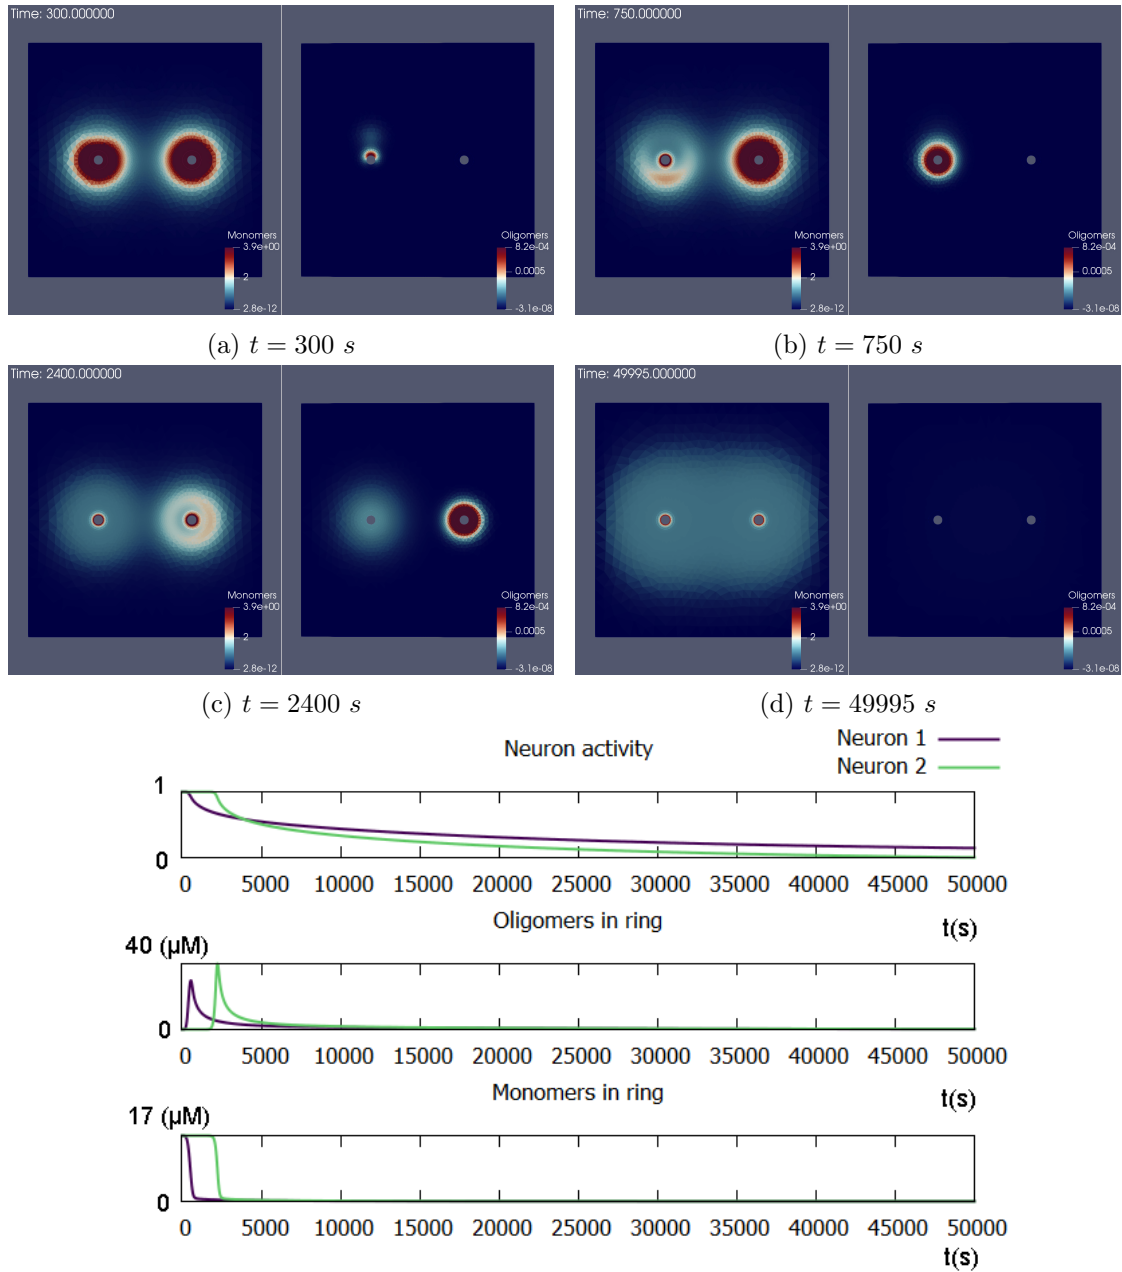 Time: 300.000000
Monomers
3.9e+00
2
2.8e-12
Oligomers
8.2e-04
0.0005
-3.1e-08
(a) t = 300 s
Time: 750.000000
Monomers
3.9e+00
2
2.8e-12
Oligomers
8.2e-04
0.0005
-3.1e-08
(b) t = 750 s
Time: 2400.000000
Monomers
3.9e+00
2
2.8e-12
Oligomers
8.2e-04
0.0005
-3.1e-08
(c) t = 2400 s
Time: 49995.000000
Monomers
3.9e+00
2
2.8e-12
Oligomers
8.2e-04
0.0005
-3.1e-08
(d) t = 49995 s
Neuron activity
Neuron 1
Neuron 2
1
0
0 5000 10000 15000 20000 25000 30000 35000 40000 45000 50000
t(s)
Oligomers in ring
40 (μM)
0
0 5000 10000 15000 20000 25000 30000 35000 40000 45000 50000
t(s)
Monomers in ring
17 (μM)
0
0 5000 10000 15000 20000 25000 30000 35000 40000 45000 50000
t(s)